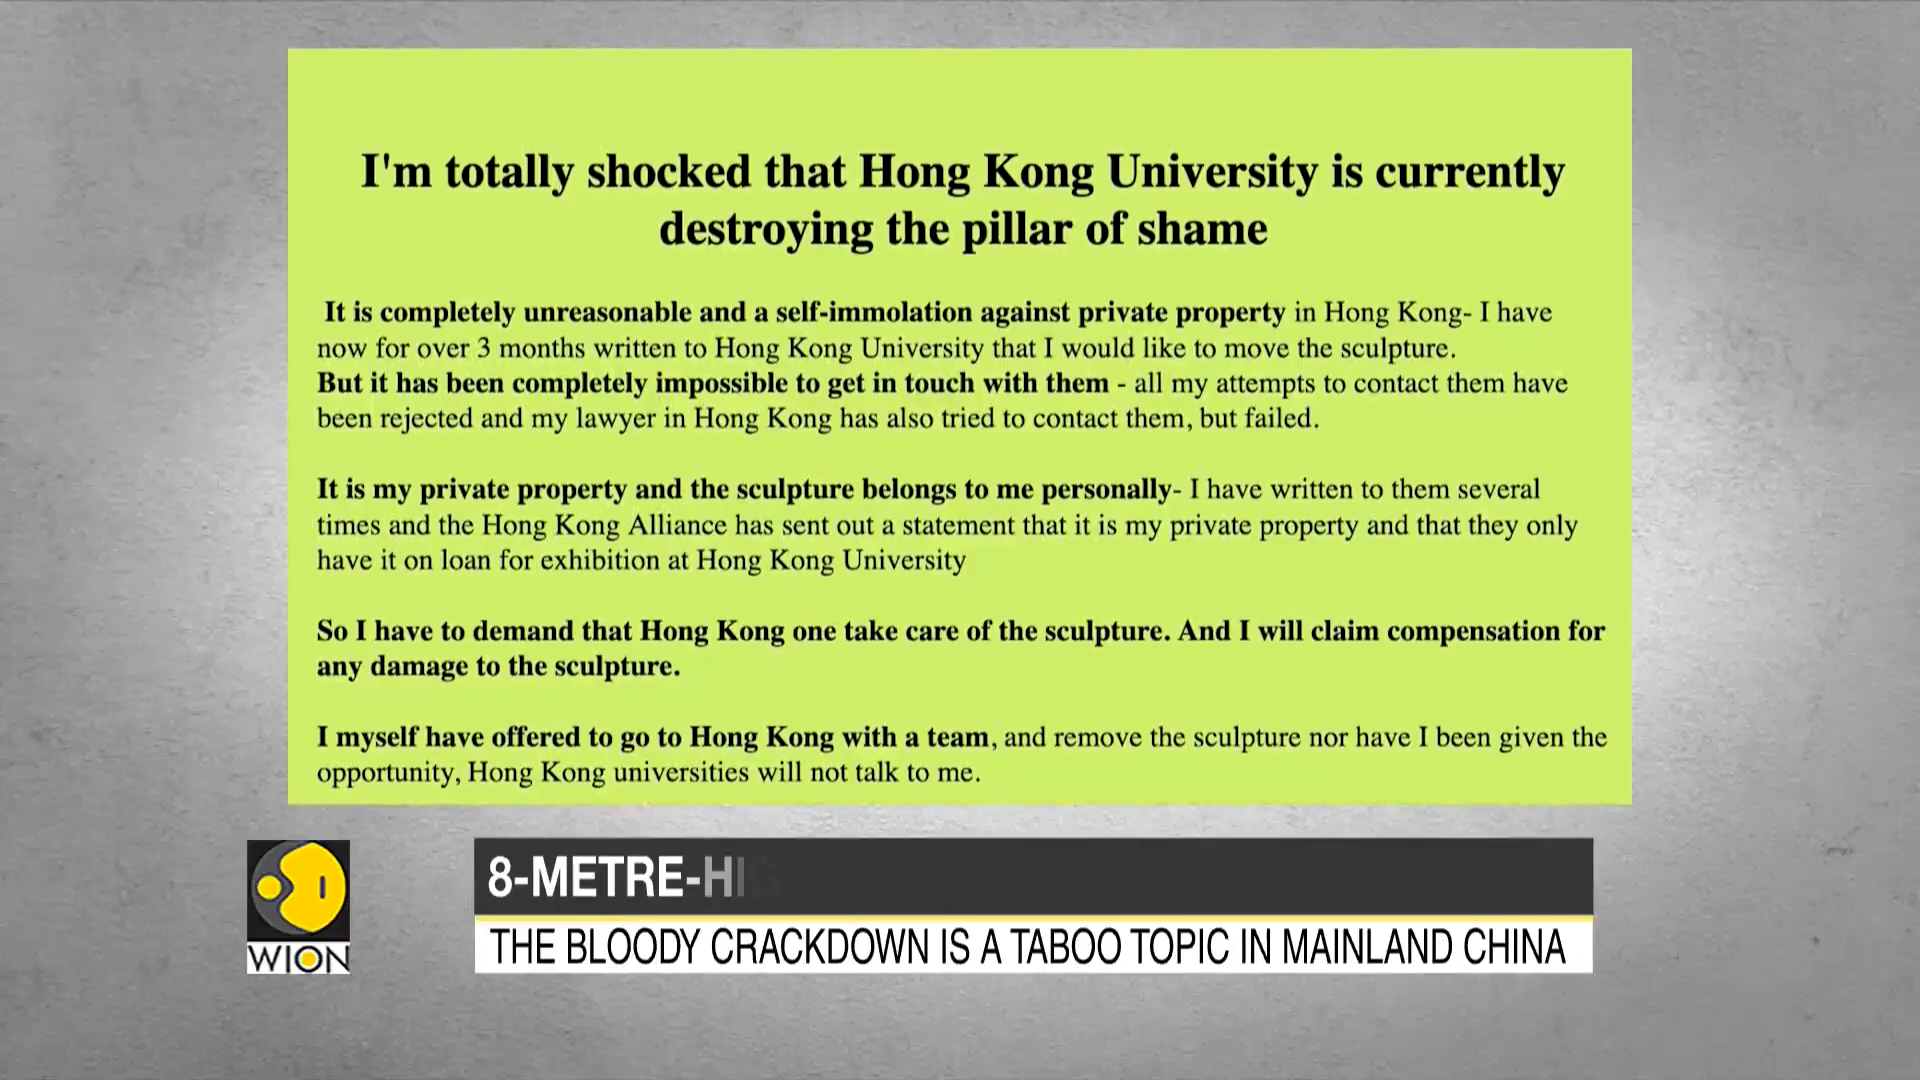 I'm totally shocked that Hong Kong University is currently
destroying the pillar of shame
It is completely unreasonable and a self-immolation against private property in Hong Kong- I have
now for over 3 months written to Hong Kong University that I would like to move the sculpture.
But it has been completely impossible to get in touch with them - all my attempts to contact them have
been rejected and my lawyer in Hong Kong has also tried to contact them, but failed.
It is my private property and the sculpture belongs to me personally- I have written to them several
times and the Hong Kong Alliance has sent out a statement that it is my private property and that they only
have it on loan for exhibition at Hong Kong University
So I have to demand that Hong Kong one take care of the sculpture. And I will claim compensation for
any damage to the sculpture.
I myself have offered to go to Hong Kong with a team, and remove the sculpture nor have I been given the
opportunity, Hong Kong universities will not talk to me.
8-METRE-HI
THE BLOODY CRACKDOWN IS A TABOO TOPIC IN MAINLAND CHINA
WION